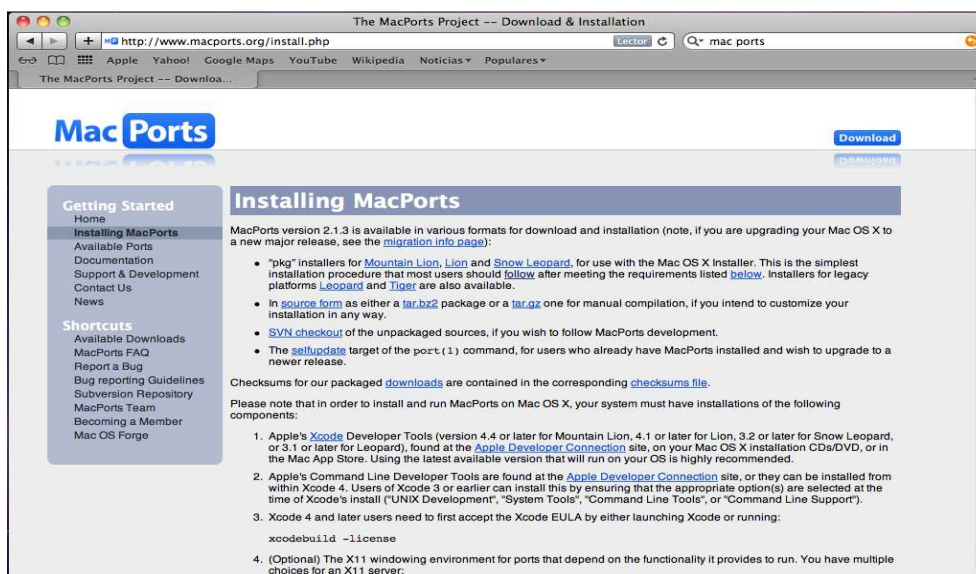 The MacPorts Project -- Download & Installation
http://www.macports.org/install.php
Lector
mac ports
Apple Yahoo! Google Maps YouTube Wikipedia Noticias Populares
The MacPorts Project -- Downloa...
Mac Ports
Download
Getting Started
Home
Installing MacPorts
Available Ports
Documentation
Support & Development
Contact Us
News
Shortcuts
Available Downloads
MacPorts FAQ
Report a Bug
Bug reporting Guidelines
Subversion Repository
MacPorts Team
Becoming a Member
Mac OS Forge
Installing MacPorts
MacPorts version 2.1.3 is available in various formats for download and installation (note, if you are upgrading your Mac OS X to
a new major release, see the migration info page):
• "pkg" installers for Mountain Lion, Lion and Snow Leopard, for use with the Mac OS X Installer. This is the simplest
installation procedure that most users should follow after meeting the requirements listed below. Installers for legacy
platforms Leopard and Tiger are also available.
• In source form as either a tar.bz2 package or a tar.gz one for manual compilation, if you intend to customize your
installation in any way.
• SVN checkout of the unpackaged sources, if you wish to follow MacPorts development.
• The selfupdate target of the port(1) command, for users who already have MacPorts installed and wish to upgrade to a
newer release.
Checksums for our packaged downloads are contained in the corresponding checksums file.
Please note that in order to install and run MacPorts on Mac OS X, your system must have installations of the following
components:
1. Apple's Xcode Developer Tools (version 4.4 or later for Mountain Lion, 4.1 or later for Lion, 3.2 or later for Snow Leopard,
or 3.1 or later for Leopard), found at the Apple Developer Connection site, on your Mac OS X installation CDs/DVD, or in
the Mac App Store. Using the latest available version that will run on your OS is highly recommended.
2. Apple's Command Line Developer Tools are found at the Apple Developer Connection site, or they can be installed from
within Xcode 4. Users of Xcode 3 or earlier can install this by ensuring that the appropriate option(s) are selected at the
time of Xcode's install ("UNIX Development", "System Tools", "Command Line Tools", or "Command Line Support").
3. Xcode 4 and later users need to first accept the Xcode EULA by either launching Xcode or running:
xcodebuild -license
4. (Optional) The X11 windowing environment for ports that depend on the functionality it provides to run. You have multiple
choices for an X11 server: